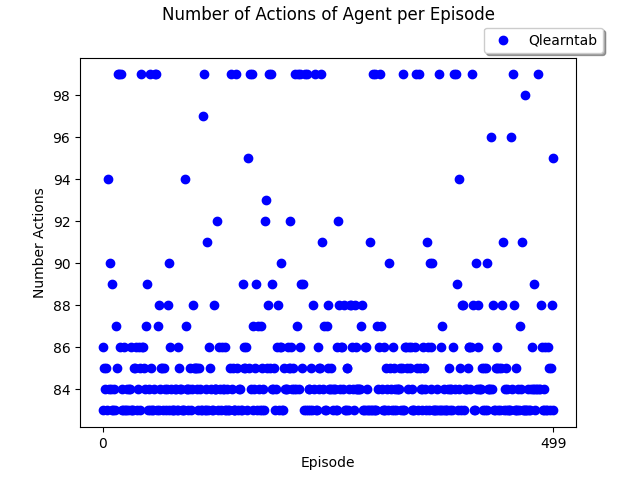 Number of Actions of Agent per Episode
Qlearntab
98
96
94
92
90
88
86
84
Number Actions
0
499
Episode